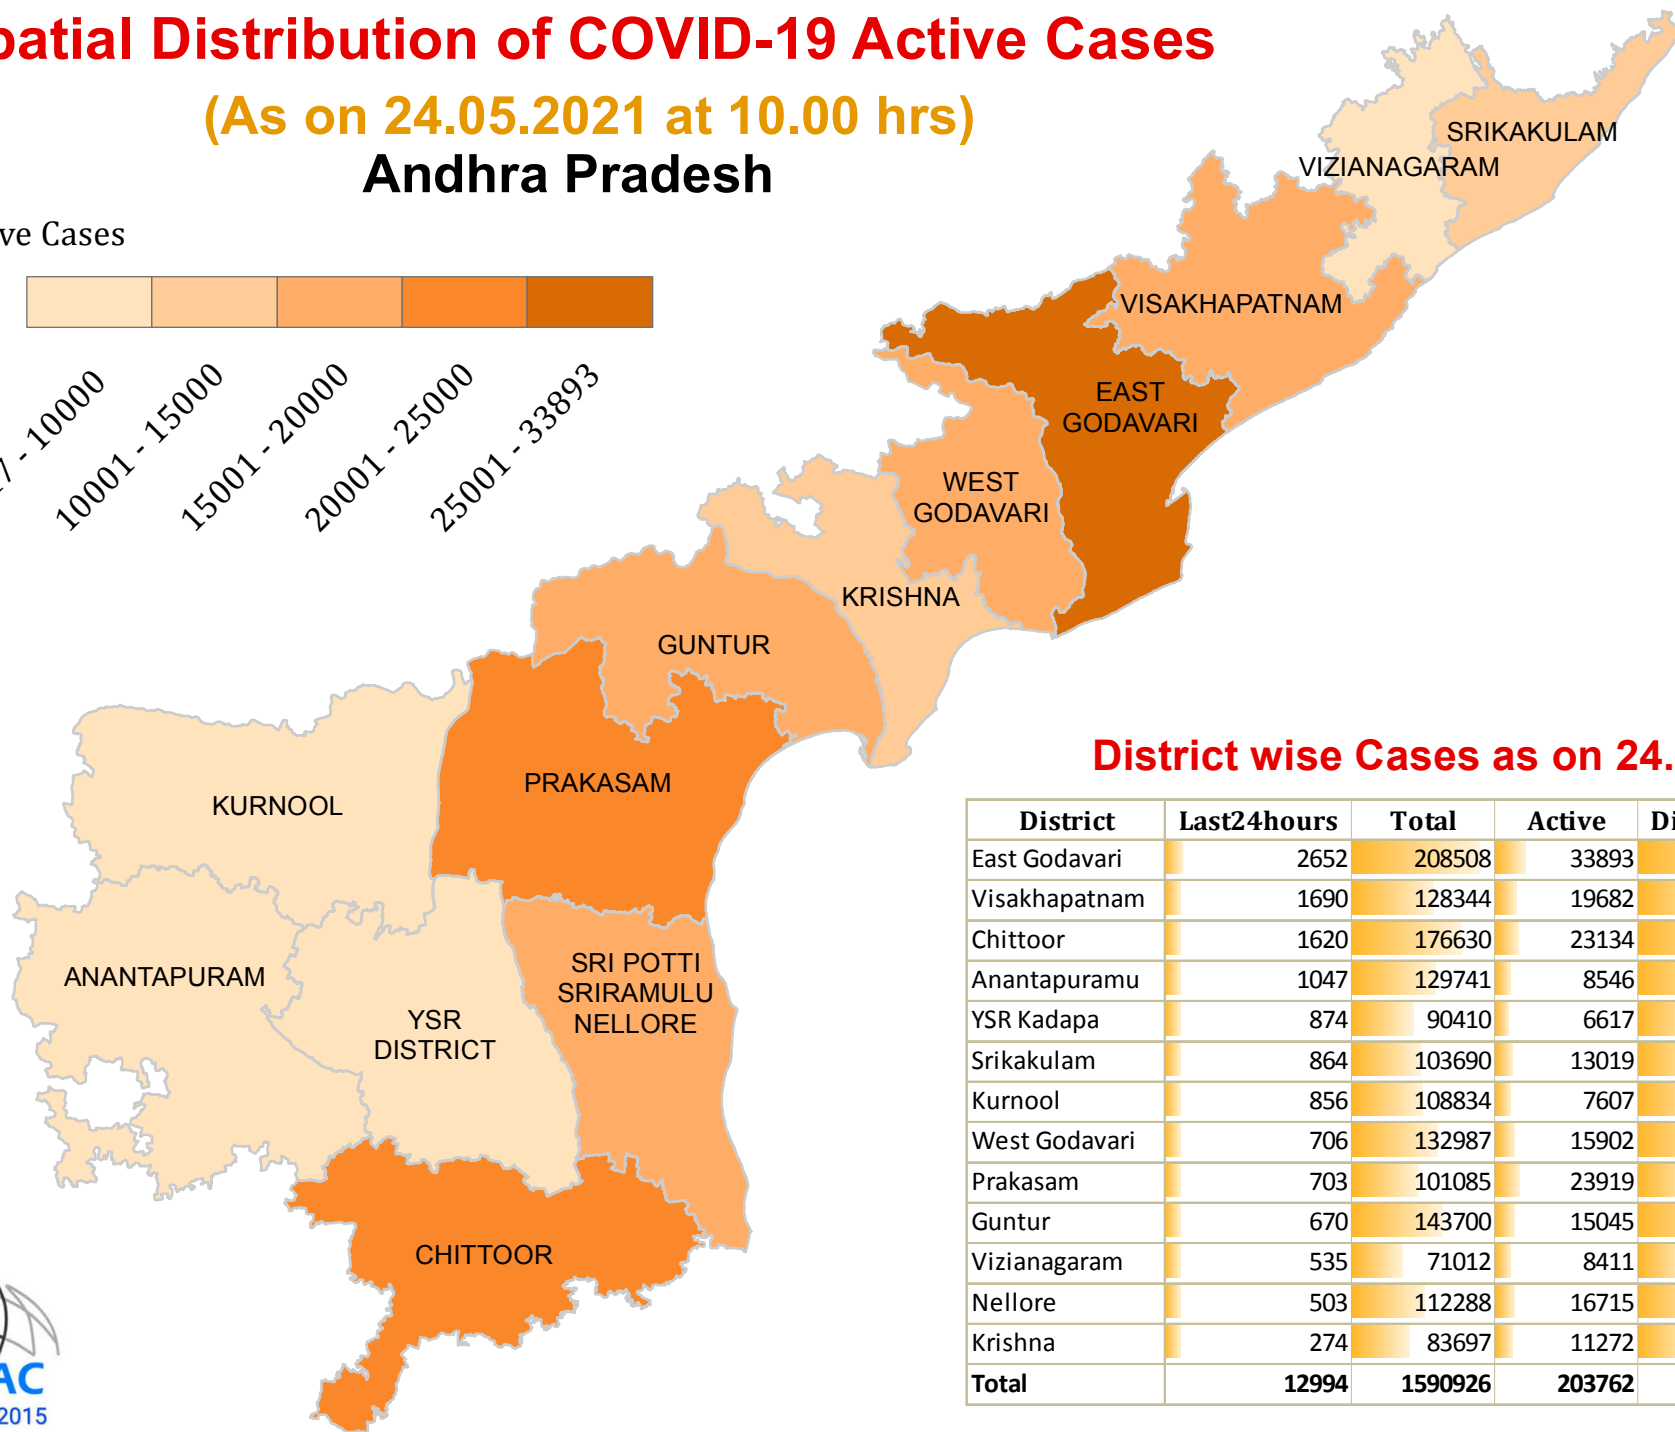 patial Distribution of COVID-19 Active Cases
(As on 24.05.2021 at 10.00 hrs)
Andhra Pradesh
ve Cases
7 - 10000
10001 - 15000
15001 - 20000
20001 - 25000
25001 - 33893
SRIKAKULAM
VIZIANAGARAM
VISAKHAPATNAM
EAST
GODAVARI
WEST
GODAVARI
KRISHNA
GUNTUR
PRAKASAM
KURNOOL
ANANTAPURAM
YSR
DISTRICT
SRI POTTI
SRIRAMULU
NELLORE
CHITTOOR
District wise Cases as on 24.
District Last24hours Total Active Di
East Godavari 2652 208508 33893
Visakhapatnam 1690 128344 19682
Chittoor 1620 176630 23134
Anantapuramu 1047 129741 8546
YSR Kadapa 874 90410 6617
Srikakulam 864 103690 13019
Kurnool 856 108834 7607
West Godavari 706 132987 15902
Prakasam 703 101085 23919
Guntur 670 143700 15045
Vizianagaram 535 71012 8411
Nellore 503 112288 16715
Krishna 274 83697 11272
Total 12994 1590926 203762
AC
2015